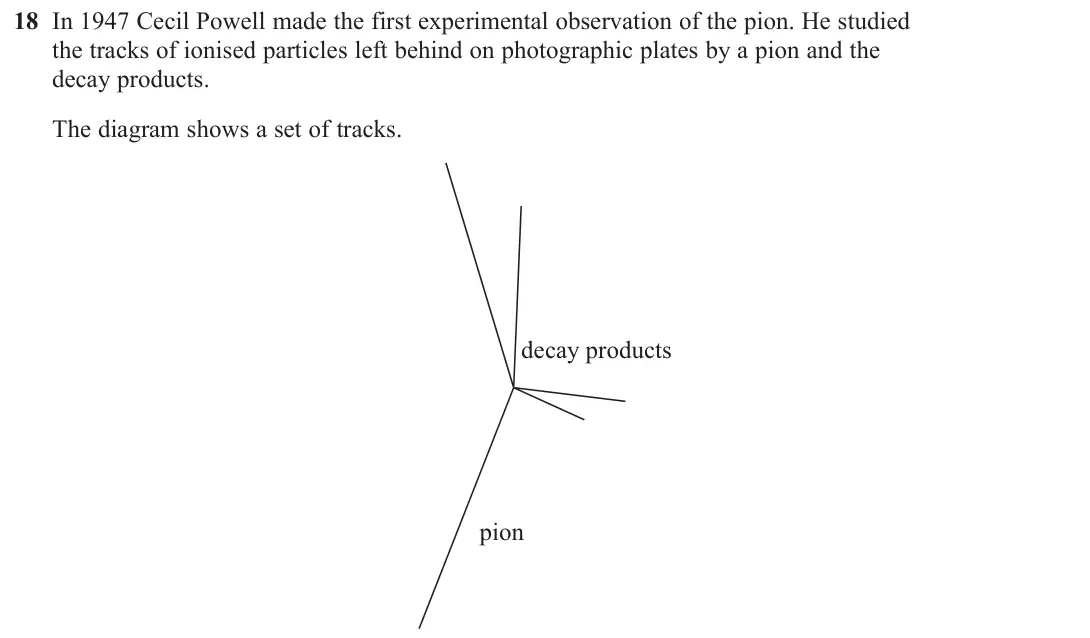 18 In 1947 Cecil Powell made the first experimental observation of the pion. He studied
the tracks of ionised particles left behind on photographic plates by a pion and the
decay products.
The diagram shows a set of tracks.
decay products
pion